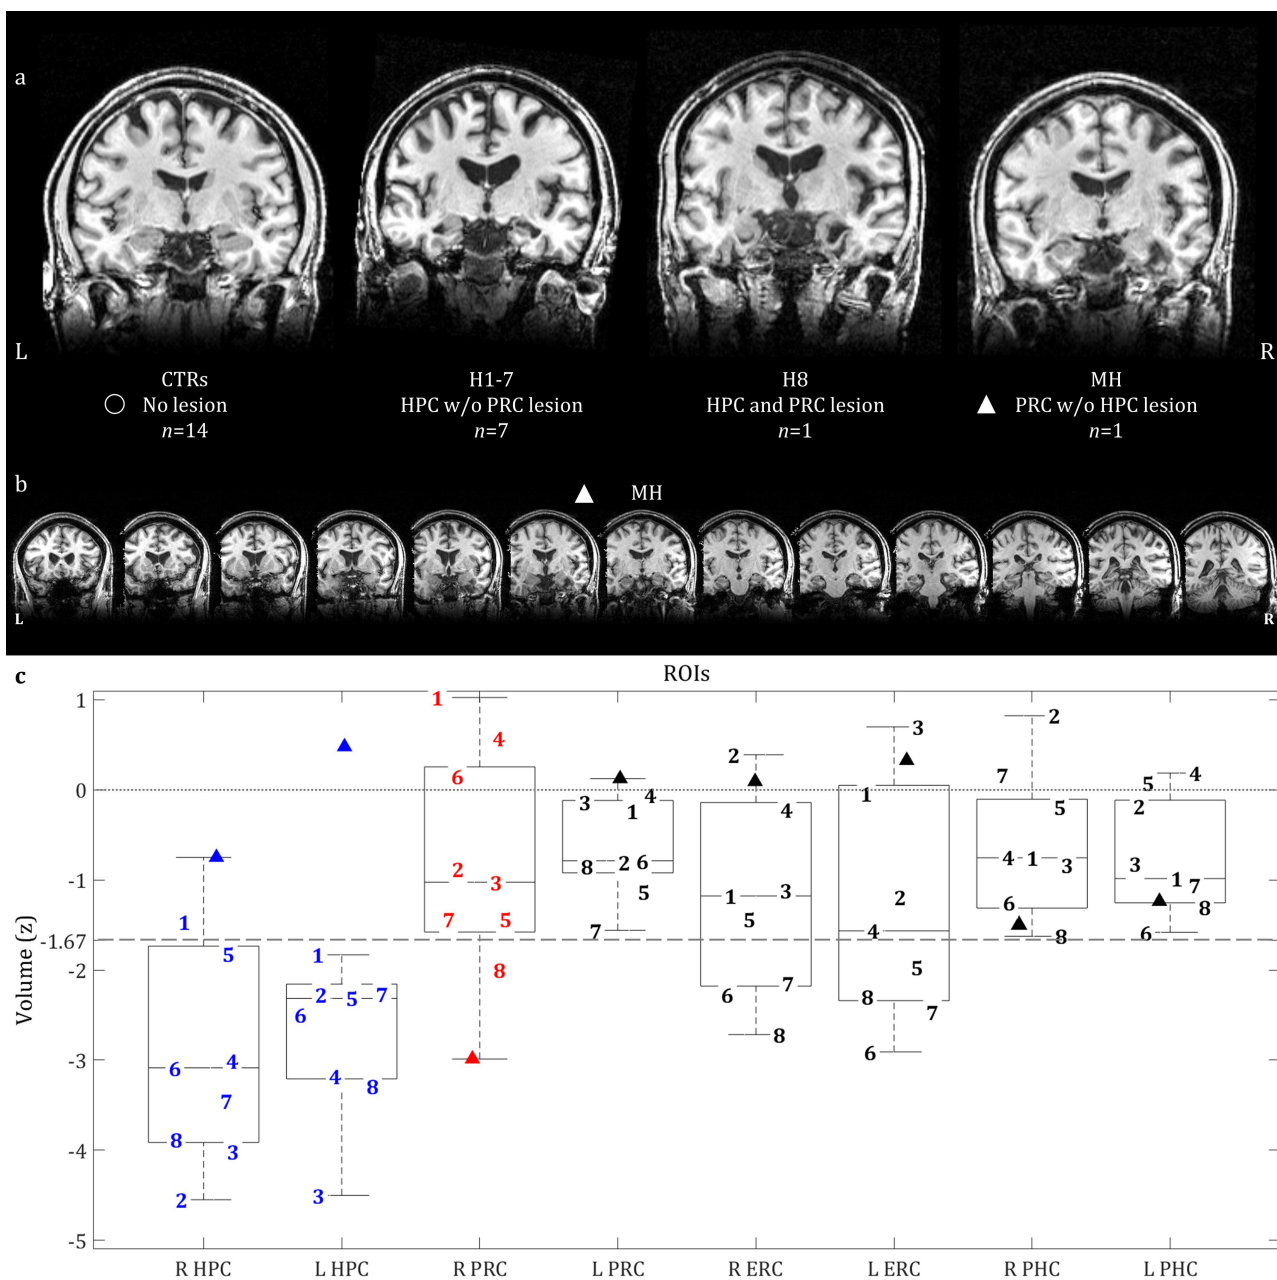 a
L
R
CTRs
No lesion
n=14
H1-7
HPC w/o PRC lesion
n=7
H8
HPC and PRC lesion
n=1
MH
PRC w/o HPC lesion
n=1
b
MH
L
R
c
ROIs
Volume (z)
1
0
-1
-1.67
-2
-3
-4
-5
1
5
4
6
7
8
3
2
1
2
5
7
6
4
8
3
1
4
6
2
3
7
5
8
4
3
1
8
2
6
5
7
2
4
1
3
5
7
6
8
3
1
2
4
5
8
7
6
2
7
5
4
1
3
6
8
4
5
2
3
1
7
8
6
R HPC
L HPC
R PRC
L PRC
R ERC
L ERC
R PHC
L PHC